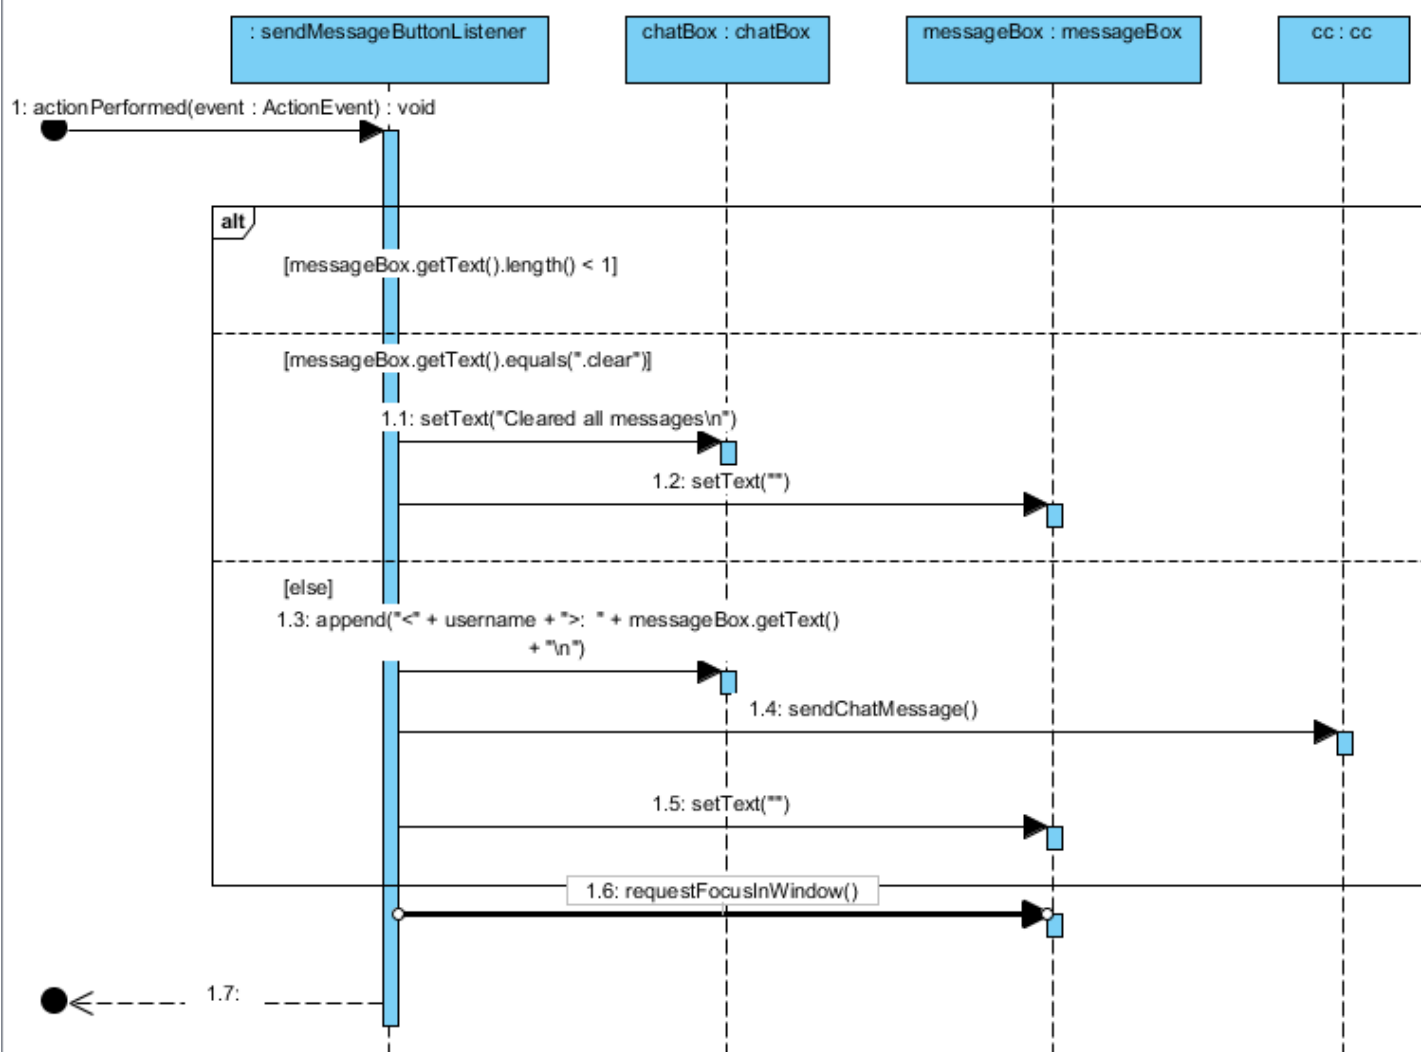 : sendMessageButtonListener
chatBox : chatBox
messageBox : messageBox
cc : cc
1: actionPerformed(event : ActionEvent) : void
alt
[messageBox.getText().length() < 1]
[messageBox.getText().equals(".clear")]
1.1: setText("Cleared all messages\n")
1.2: setText("")
[else]
1.3: append("<" + username + ">:  " + messageBox.getText()
+ "\n")
1.4: sendChatMessage()
1.5: setText("")
1.6: requestFocusInWindow()
1.7: